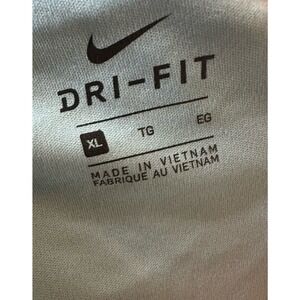 DRI-FIT
XL TG EG
MADE IN VIETNAM
FABRIQUE AU VIETNAM